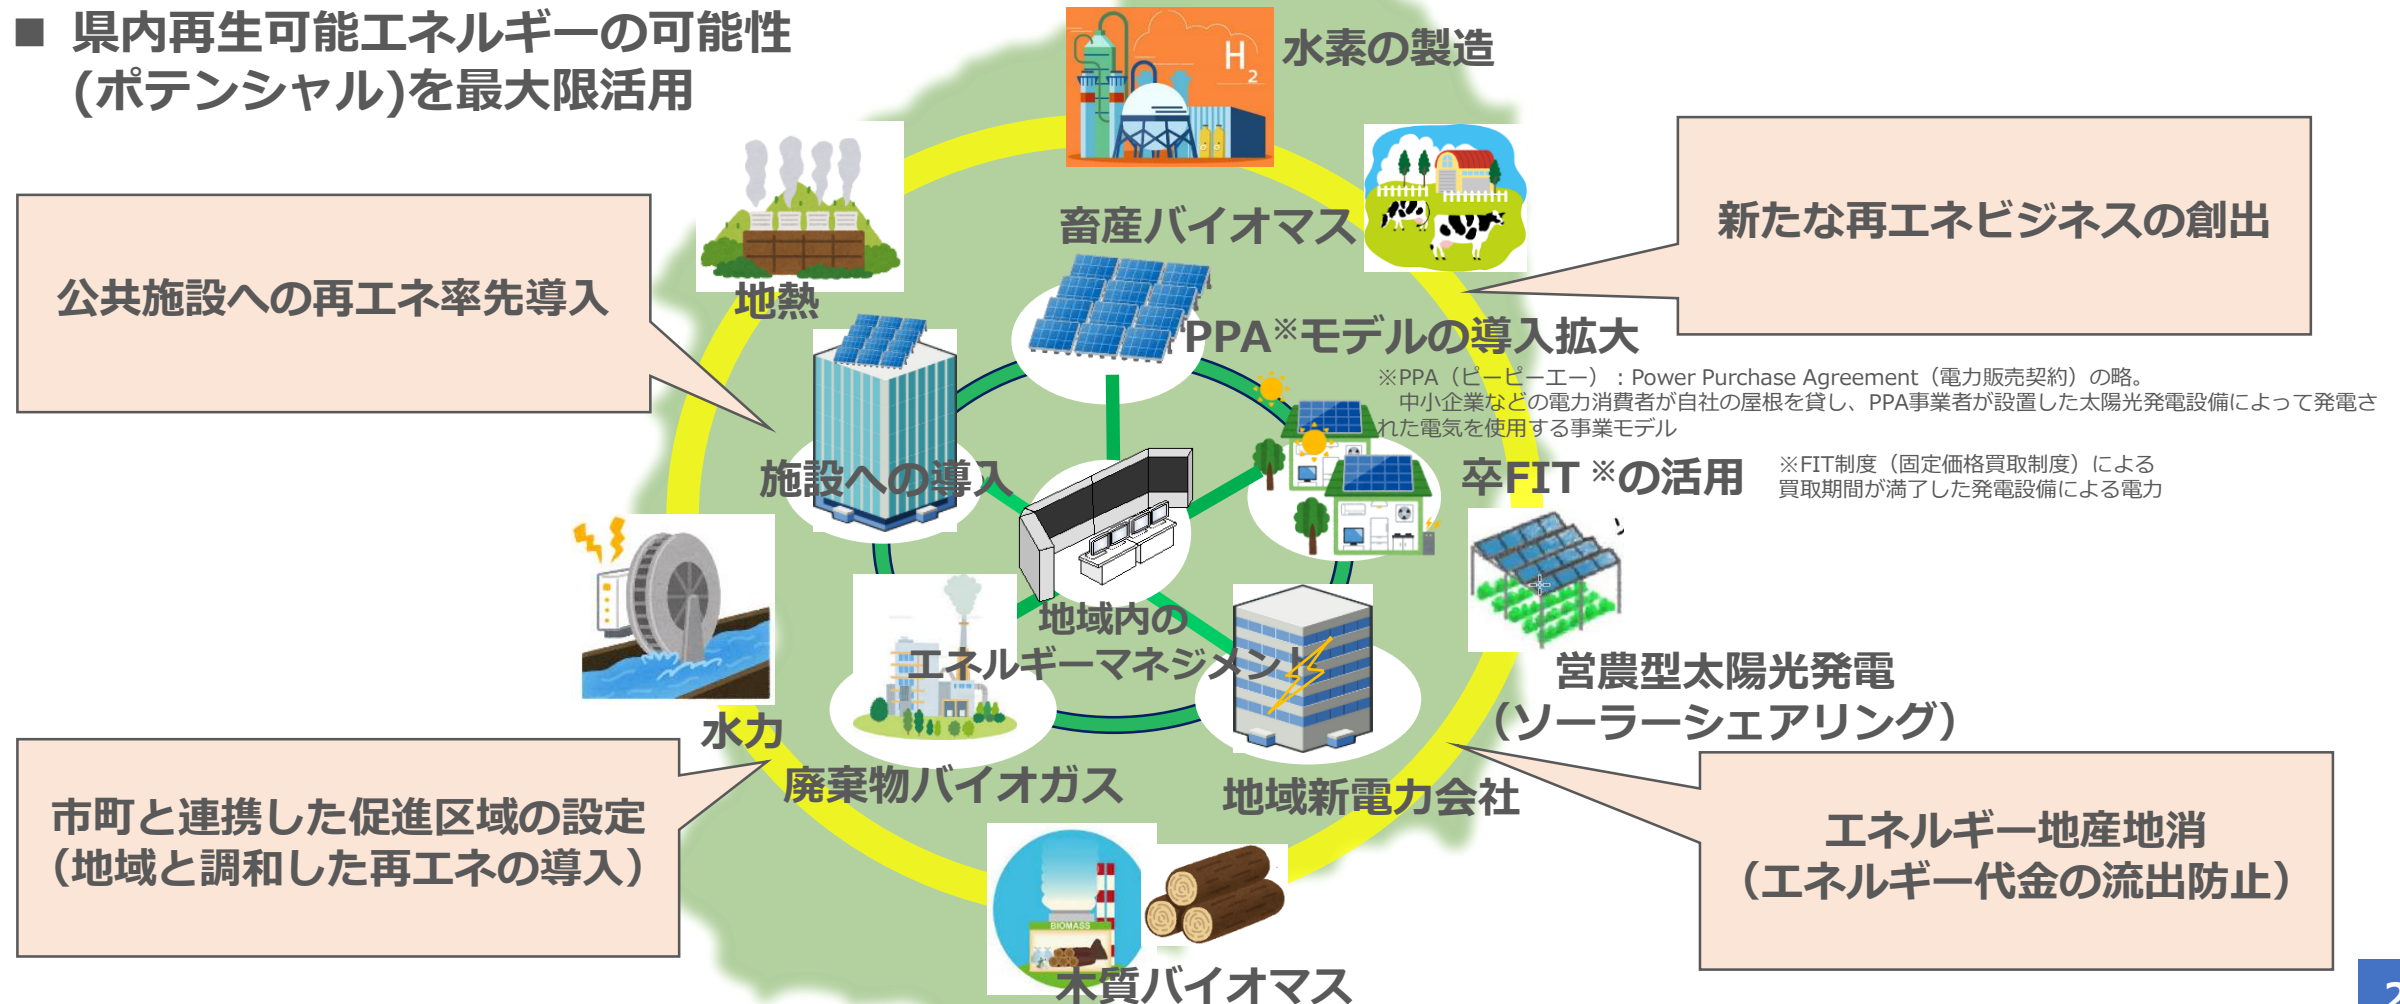 ■ 県内再生可能エネルギーの可能性
(ポテンシャル)を最大限活用
H2
水素の製造
畜産バイオマス
新たな再エネビジネスの創出
公共施設への再エネ率先導入
地熱
PPA※モデルの導入拡大
※PPA（ピーピーエー）：Power Purchase Agreement（電力販売契約）の略。
中小企業などの電力消費者が自社の屋根を貸し、PPA事業者が設置した太陽光発電設備によって発電さ
れた電気を使用する事業モデル
施設への導入
卒FIT ※の活用
※FIT制度（固定価格買取制度）による
買取期間が満了した発電設備による電力
地域内の
エネルギーマネジメント
営農型太陽光発電
（ソーラーシェアリング）
水力
廃棄物バイオガス
地域新電力会社
市町と連携した促進区域の設定
（地域と調和した再エネの導入）
エネルギー地産地消
（エネルギー代金の流出防止）
BIOMASS
木質バイオマス